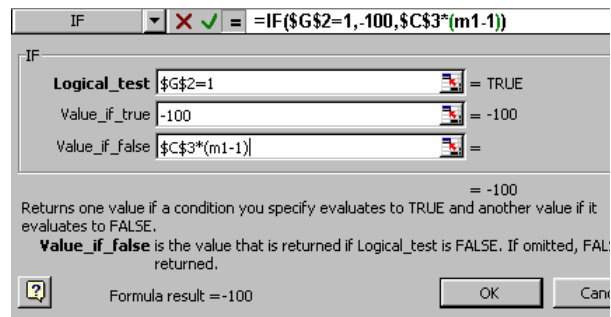 IF = =IF($G$2=1,-100,$C$3*(m1-1))
IF
Logical_test $G$2=1 = TRUE
Value_if_true -100 = -100
Value_if_false $C$3*(m1-1) =
= -100
Returns one value if a condition you specify evaluates to TRUE and another value if it
evaluates to FALSE.
Value_if_false is the value that is returned if Logical_test is FALSE. If omitted, FAL
returned.
? Formula result =-100 OK Canc